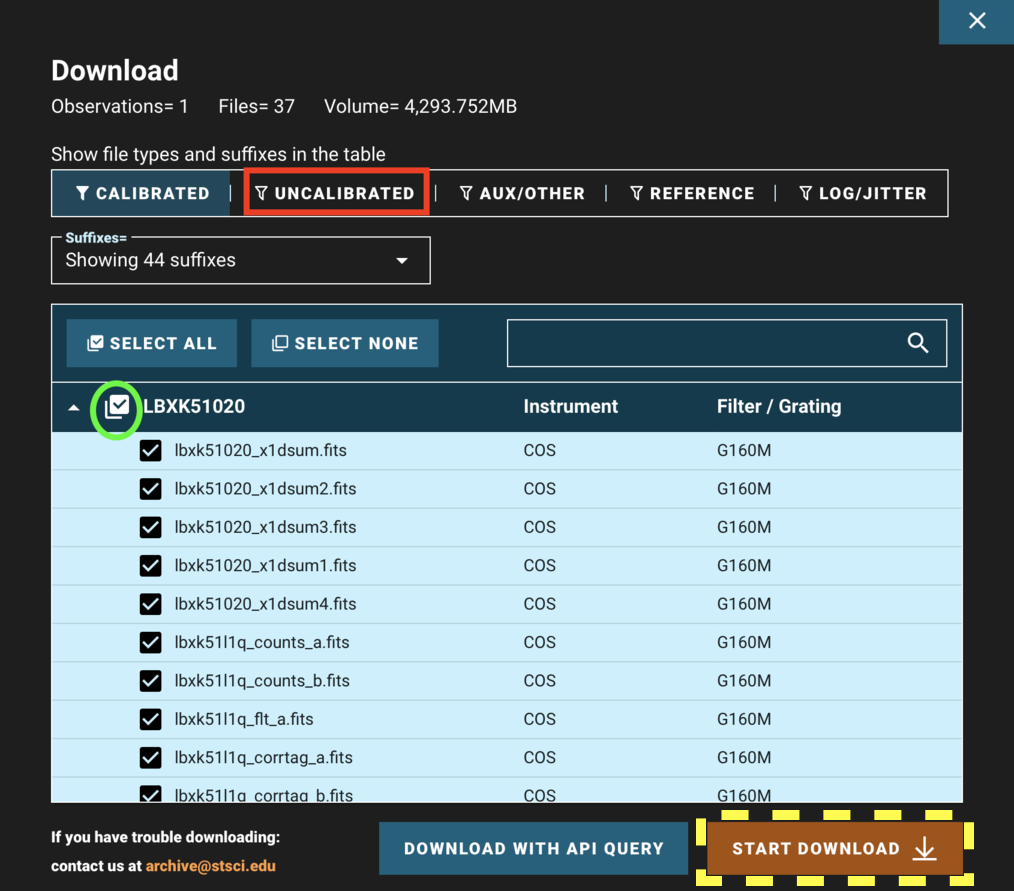 Download
Observations= 1 Files= 37 Volume= 4,293.752MB
Show file types and suffixes in the table
CALIBRATED | UNCALIBRATED | AUX/OTHER | REFERENCE | LOG/JITTER
Suffixes=
Showing 44 suffixes
SELECT ALL SELECT NONE
LBXK51020 Instrument Filter / Grating
lbxk51020_x1dsum.fits COS G160M
lbxk51020_x1dsum2.fits COS G160M
lbxk51020_x1dsum3.fits COS G160M
lbxk51020_x1dsum1.fits COS G160M
lbxk51020_x1dsum4.fits COS G160M
lbxk51l1q_counts_a.fits COS G160M
lbxk51l1q_counts_b.fits COS G160M
lbxk51l1q_flt_a.fits COS G160M
lbxk51l1q_corrtag_a.fits COS G160M
lbxk51l1q_corrtag_b.fits COS G160M
If you have trouble downloading:
contact us at archive@stsci.edu
DOWNLOAD WITH API QUERY
START DOWNLOAD